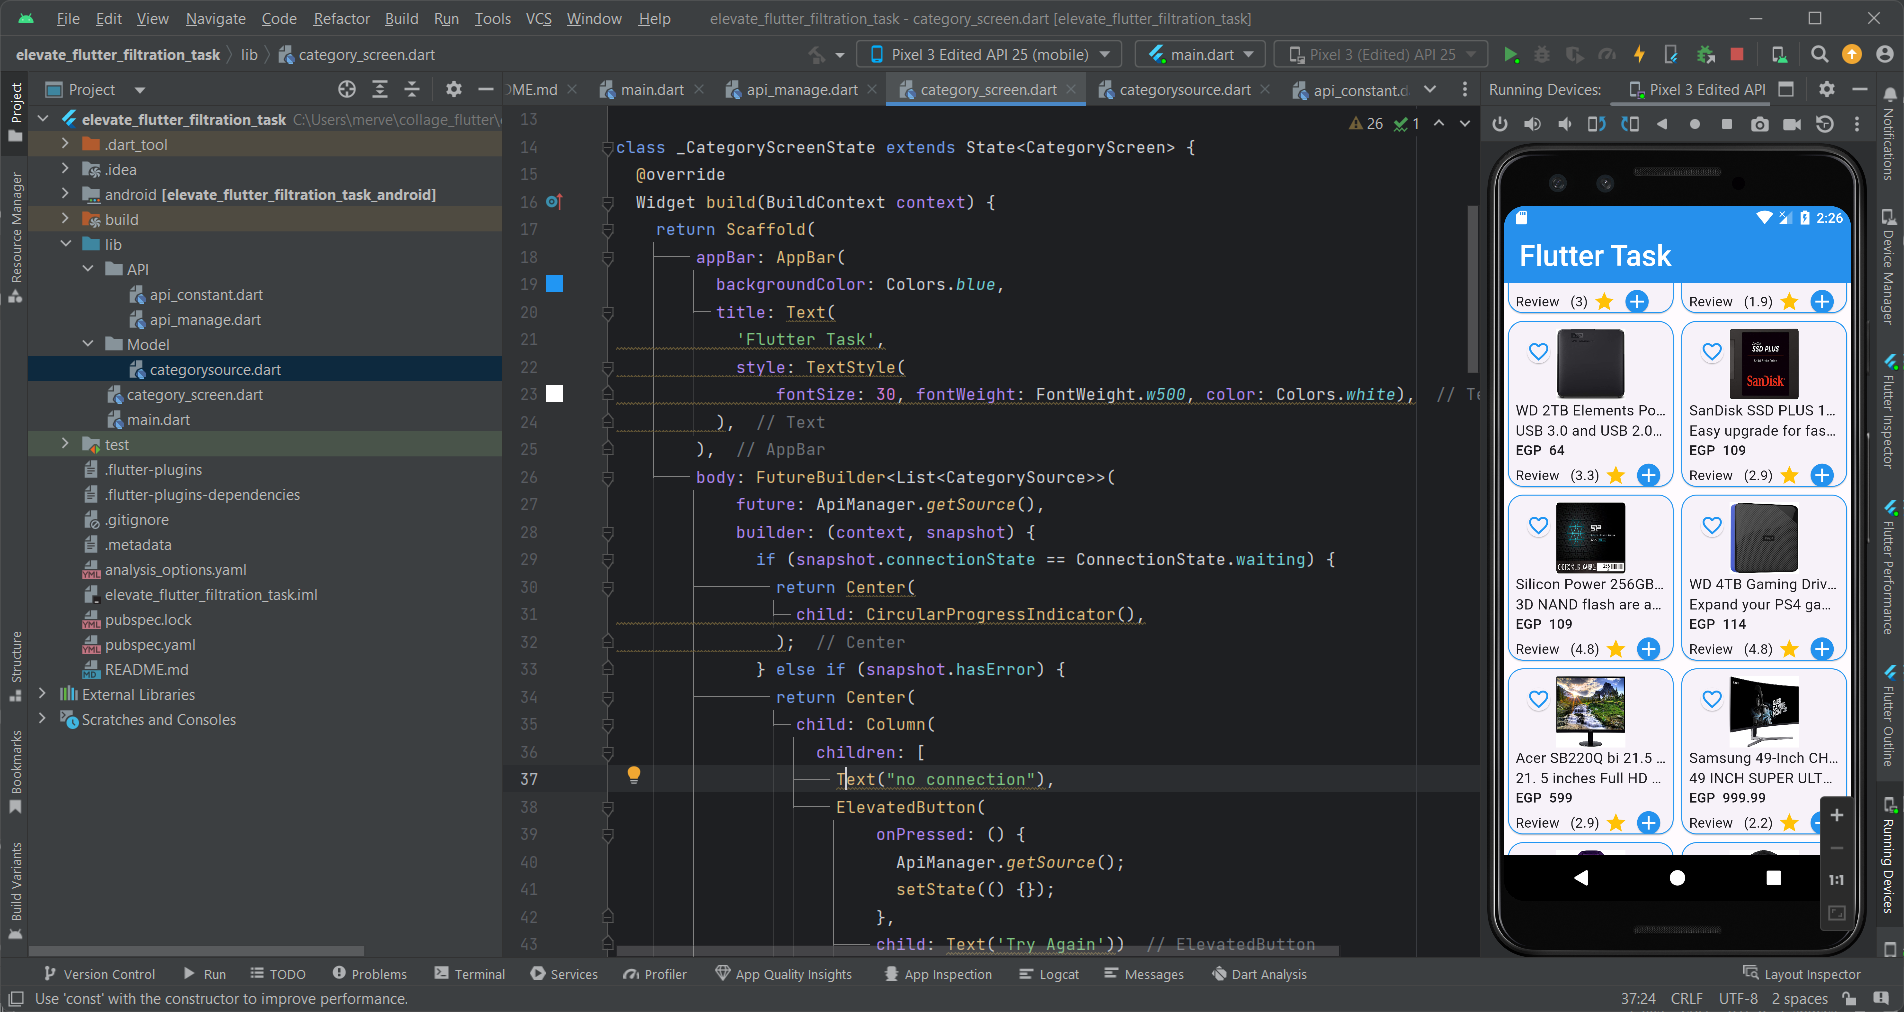 File Edit View Navigate Code Refactor Build Run Tools VCS Window Help elevate_flutter_filtration_task - category_screen.dart [elevate_flutter_filtration_task]
elevate_flutter_filtration_task lib category_screen.dart Pixel 3 Edited API 25 (mobile) main.dart Pixel 3 (Edited) API 25
Project
OME.md main.dart api_manage.dart category_screen.dart categorysource.dart api_constant.d
Running Devices: Pixel 3 Edited API
Project
Resource Manager
Structure
Bookmarks
Build Variants
elevate_flutter_filtration_task C:\Users\merve\collage_flutter\
.dart_tool
.idea
android [elevate_flutter_filtration_task_android]
build
lib
API
api_constant.dart
api_manage.dart
Model
categorysource.dart
category_screen.dart
main.dart
test
.flutter-plugins
.flutter-plugins-dependencies
.gitignore
.metadata
analysis_options.yaml
elevate_flutter_filtration_task.iml
pubspec.lock
pubspec.yaml
README.md
External Libraries
Scratches and Consoles
26 1
13
14 class _CategoryScreenState extends State<CategoryScreen> {
15 @override
16 Widget build(BuildContext context) {
17 return Scaffold(
18 appBar: AppBar(
19 backgroundColor: Colors.blue,
20 title: Text(
21 'Flutter Task',
22 style: TextStyle(
23 fontSize: 30, fontWeight: FontWeight.w500, color: Colors.white), // Te
24 ), // Text
25 ), // AppBar
26 body: FutureBuilder<List<CategorySource>>(
27 future: ApiManager.getSource(),
28 builder: (context, snapshot) {
29 if (snapshot.connectionState == ConnectionState.waiting) {
30 return Center(
31 child: CircularProgressIndicator(),
32 ); // Center
33 } else if (snapshot.hasError) {
34 return Center(
35 child: Column(
36 children: [
37 Text("no connection"),
38 ElevatedButton(
39 onPressed: () {
40 ApiManager.getSource();
41 setState(() {});
42 },
43 child: Text('Try Again')) // ElevatedButton
2:26
Flutter Task
Review (3)
Review (1.9)
WD 2TB Elements Po...
USB 3.0 and USB 2.0...
EGP 64
Review (3.3)
SSD PLUS
SanDisk
SanDisk SSD PLUS 1...
Easy upgrade for fas...
EGP 109
Review (2.9)
Silicon Power 256GB...
3D NAND flash are a...
EGP 109
Review (4.8)
WD 4TB Gaming Driv...
Expand your PS4 ga...
EGP 114
Review (4.8)
Acer SB220Q bi 21.5 ...
21. 5 inches Full HD ...
EGP 599
Review (2.9)
Samsung 49-Inch CH...
49 INCH SUPER ULT...
EGP 999.99
Review (2.2)
1:1
Notifications
Device Manager
Flutter Inspector
Flutter Performance
Flutter Outline
Running Devices
Version Control Run TODO Problems Terminal Services Profiler App Quality Insights App Inspection Logcat Messages Dart Analysis Layout Inspector
Use 'const' with the constructor to improve performance. 37:24 CRLF UTF-8 2 spaces